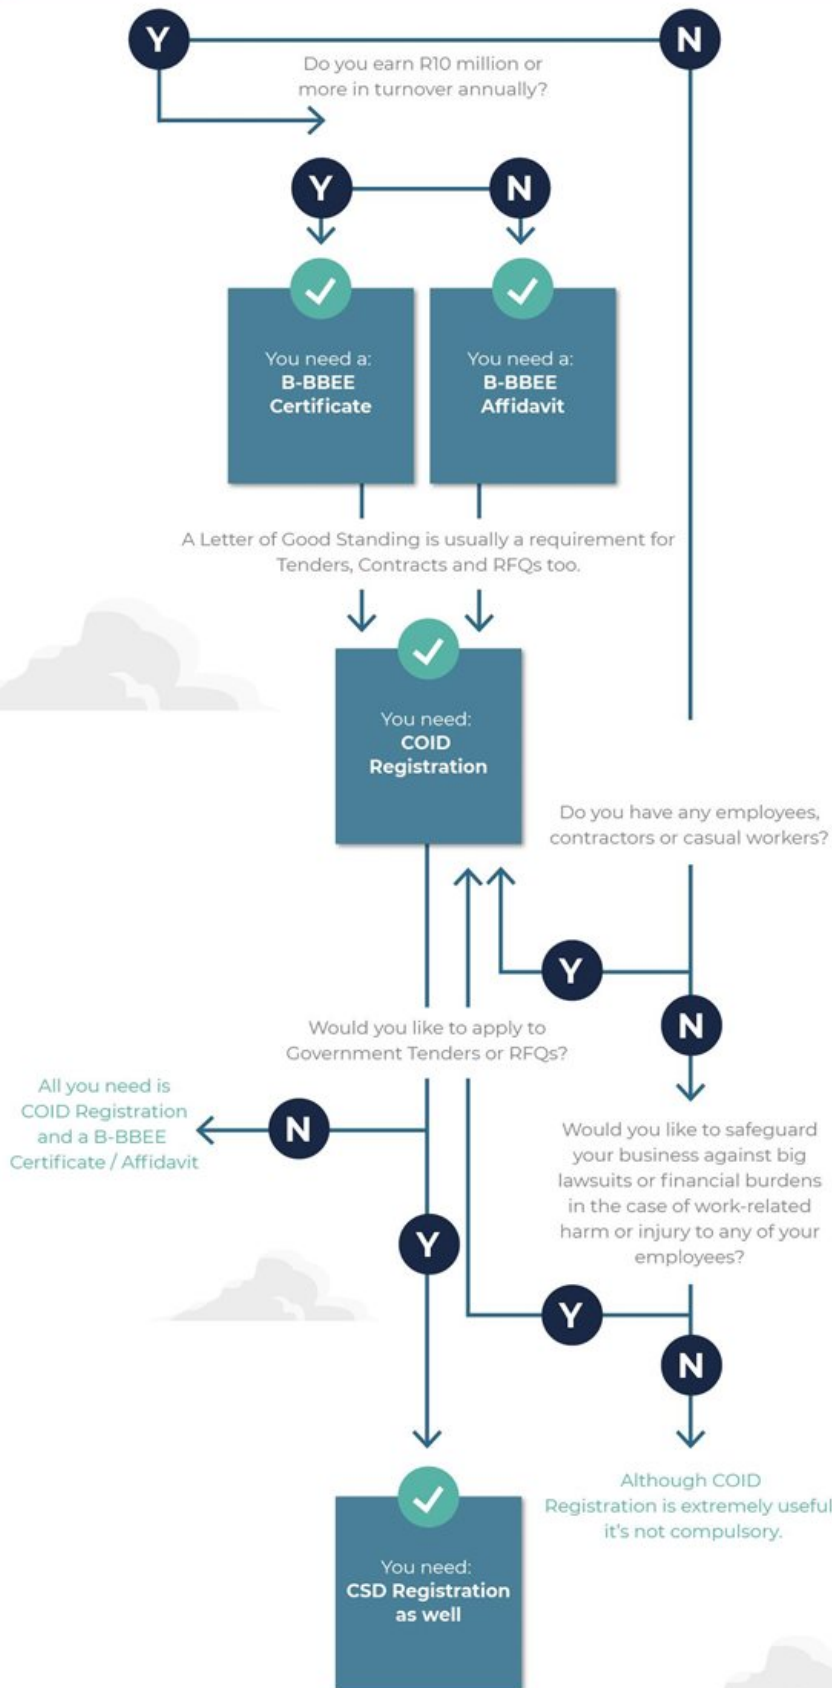 Y
N
Do you earn R10 million or
more in turnover annually?
Y
N
You need a:
B-BBEE
Certificate
You need a:
B-BBEE
Affidavit
A Letter of Good Standing is usually a requirement for
Tenders, Contracts and RFQs too.
You need:
COID
Registration
Do you have any employees,
contractors or casual workers?
Y
N
Would you like to apply to
Government Tenders or RFQs?
All you need is
COID Registration
and a B-BBEE
Certificate / Affidavit
N
Y
Would you like to safeguard
your business against big
lawsuits or financial burdens
in the case of work-related
harm or injury to any of your
employees?
Y
N
Although COID
Registration is extremely useful
it's not compulsory.
You need:
CSD Registration
as well